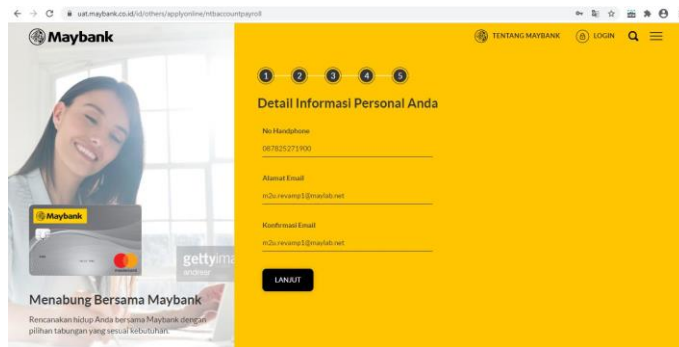 uat.maybank.co.id/id/others/applyonline/ntbaccountpayroll
Maybank
TENTANG MAYBANK
LOGIN
1 2 3 4 5
Detail Informasi Personal Anda
No Handphone
087825271900
Alamat Email
m2u.revamp1@maylab.net
Konfirmasi Email
m2u.revamp1@maylab.net
LANJUT
Maybank
mastercard
gettyima
andreer
Menabung Bersama Maybank
Rencanakan hidup Anda bersama Maybank dengan
pilihan tabungan yang sesuai kebutuhan.